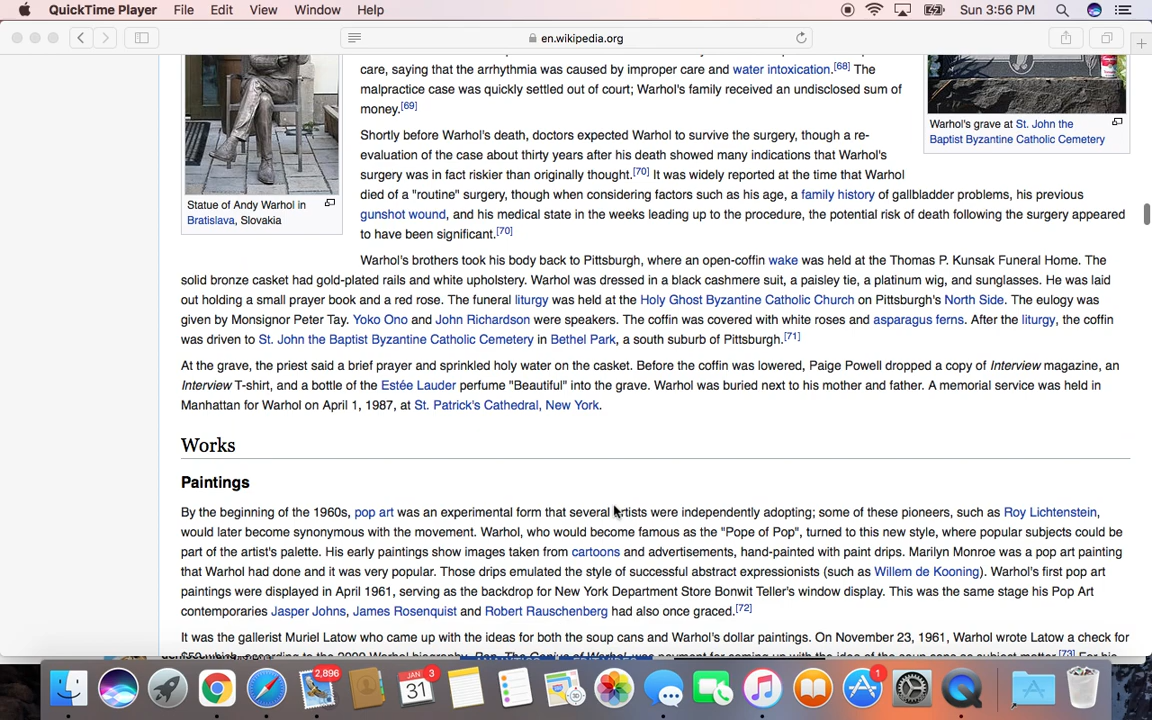 QuickTime Player File Edit View Window Help Sun 3:56 PM
en.wikipedia.org
care, saying that the arrhythmia was caused by improper care and water intoxication.[68] The
malpractice case was quickly settled out of court; Warhol's family received an undisclosed sum of
money.[69]
Warhol's grave at St. John the
Baptist Byzantine Catholic Cemetery
Shortly before Warhol's death, doctors expected Warhol to survive the surgery, though a re-
evaluation of the case about thirty years after his death showed many indications that Warhol's
surgery was in fact riskier than originally thought.[70] It was widely reported at the time that Warhol
died of a "routine" surgery, though when considering factors such as his age, a family history of gallbladder problems, his previous
gunshot wound, and his medical state in the weeks leading up to the procedure, the potential risk of death following the surgery appeared
to have been significant.[70]
Statue of Andy Warhol in
Bratislava, Slovakia
Warhol's brothers took his body back to Pittsburgh, where an open-coffin wake was held at the Thomas P. Kunsak Funeral Home. The
solid bronze casket had gold-plated rails and white upholstery. Warhol was dressed in a black cashmere suit, a paisley tie, a platinum wig, and sunglasses. He was laid
out holding a small prayer book and a red rose. The funeral liturgy was held at the Holy Ghost Byzantine Catholic Church on Pittsburgh's North Side. The eulogy was
given by Monsignor Peter Tay. Yoko Ono and John Richardson were speakers. The coffin was covered with white roses and asparagus ferns. After the liturgy, the coffin
was driven to St. John the Baptist Byzantine Catholic Cemetery in Bethel Park, a south suburb of Pittsburgh.[71]
At the grave, the priest said a brief prayer and sprinkled holy water on the casket. Before the coffin was lowered, Paige Powell dropped a copy of Interview magazine, an
Interview T-shirt, and a bottle of the Estée Lauder perfume "Beautiful" into the grave. Warhol was buried next to his mother and father. A memorial service was held in
Manhattan for Warhol on April 1, 1987, at St. Patrick's Cathedral, New York.
Works
Paintings
By the beginning of the 1960s, pop art was an experimental form that several artists were independently adopting; some of these pioneers, such as Roy Lichtenstein,
would later become synonymous with the movement. Warhol, who would become famous as the "Pope of Pop", turned to this new style, where popular subjects could be
part of the artist's palette. His early paintings show images taken from cartoons and advertisements, hand-painted with paint drips. Marilyn Monroe was a pop art painting
that Warhol had done and it was very popular. Those drips emulated the style of successful abstract expressionists (such as Willem de Kooning). Warhol's first pop art
paintings were displayed in April 1961, serving as the backdrop for New York Department Store Bonwit Teller's window display. This was the same stage his Pop Art
contemporaries Jasper Johns, James Rosenquist and Robert Rauschenberg had also once graced.[72]
It was the gallerist Muriel Latow who came up with the ideas for both the soup cans and Warhol's dollar paintings. On November 23, 1961, Warhol wrote Latow a check for
2,896 JAN 31 3 1